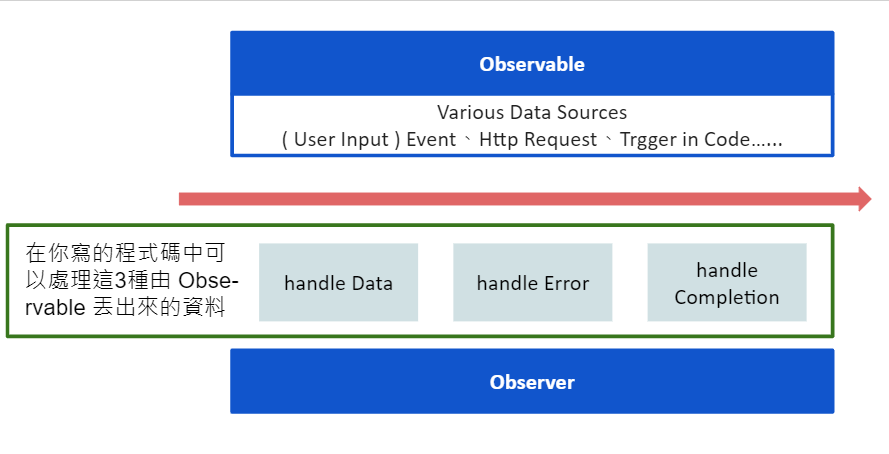 Observable
Various Data Sources
( User Input ) Event、Http Request、Trgger in Code…...
在你寫的程式碼中可
以處理這3種由 Obse-
rvable 丟出來的資料
handle Data
handle Error
handle
Completion
Observer